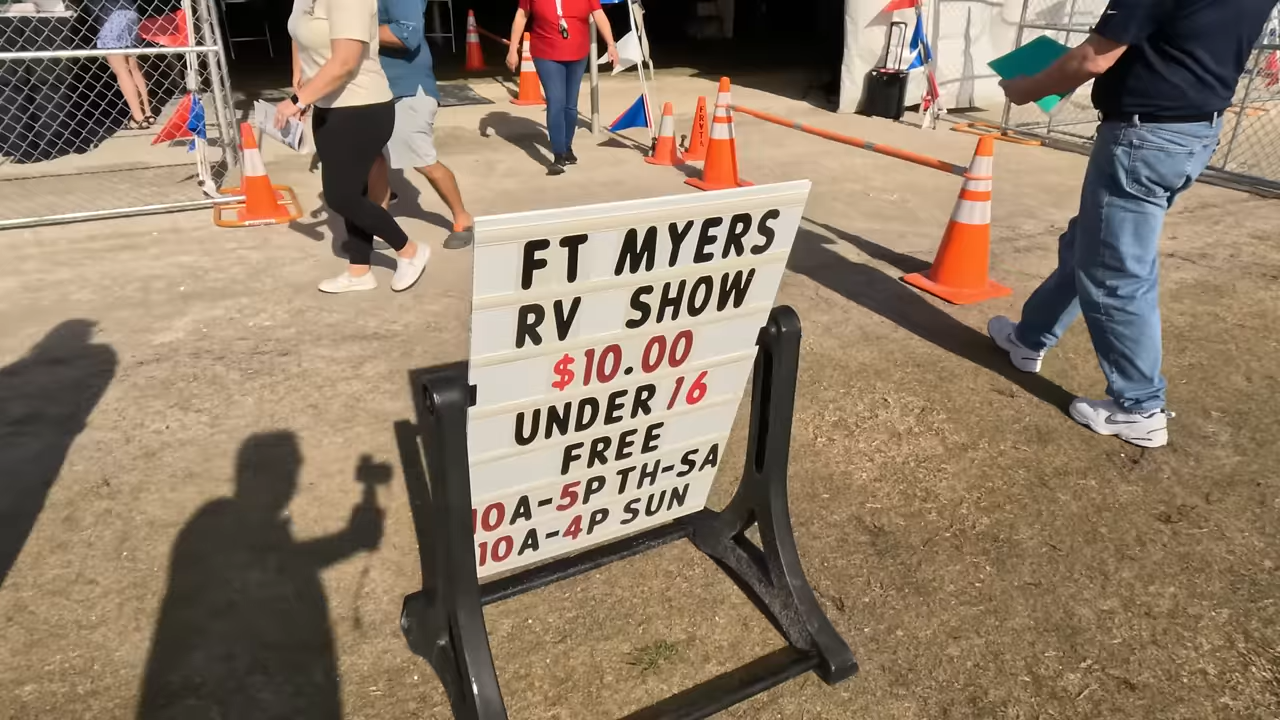 FT MYERS
RV SHOW
$10.00
UNDER 16
FREE
10A-5P TH-SA
10A-4P SUN